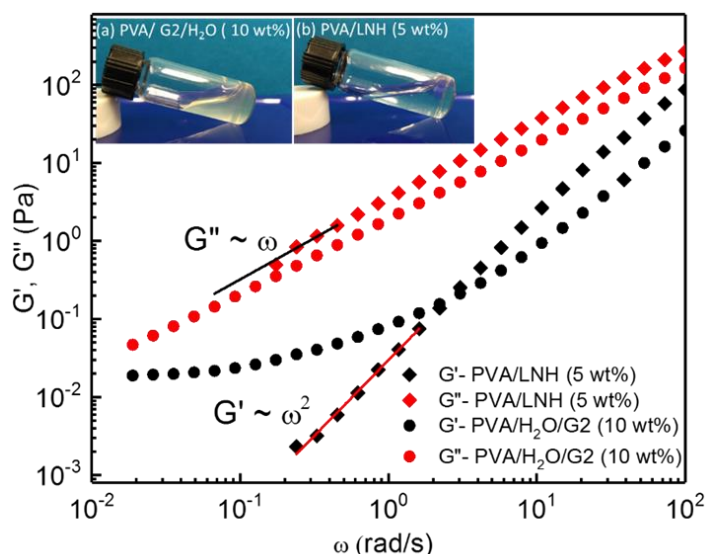 (a) PVA/ G2/H₂O ( 10 wt%)
(b) PVA/LNH (5 wt%)
10²
10¹
10⁰
10⁻¹
10⁻²
10⁻³
G', G'' (Pa)
G'' ~ ω
G' ~ ω²
G'- PVA/LNH (5 wt%)
G''- PVA/LNH (5 wt%)
G'- PVA/H₂O/G2 (10 wt%)
G''- PVA/H₂O/G2 (10 wt%)
10⁻² 10⁻¹ 10⁰ 10¹ 10²
ω (rad/s)